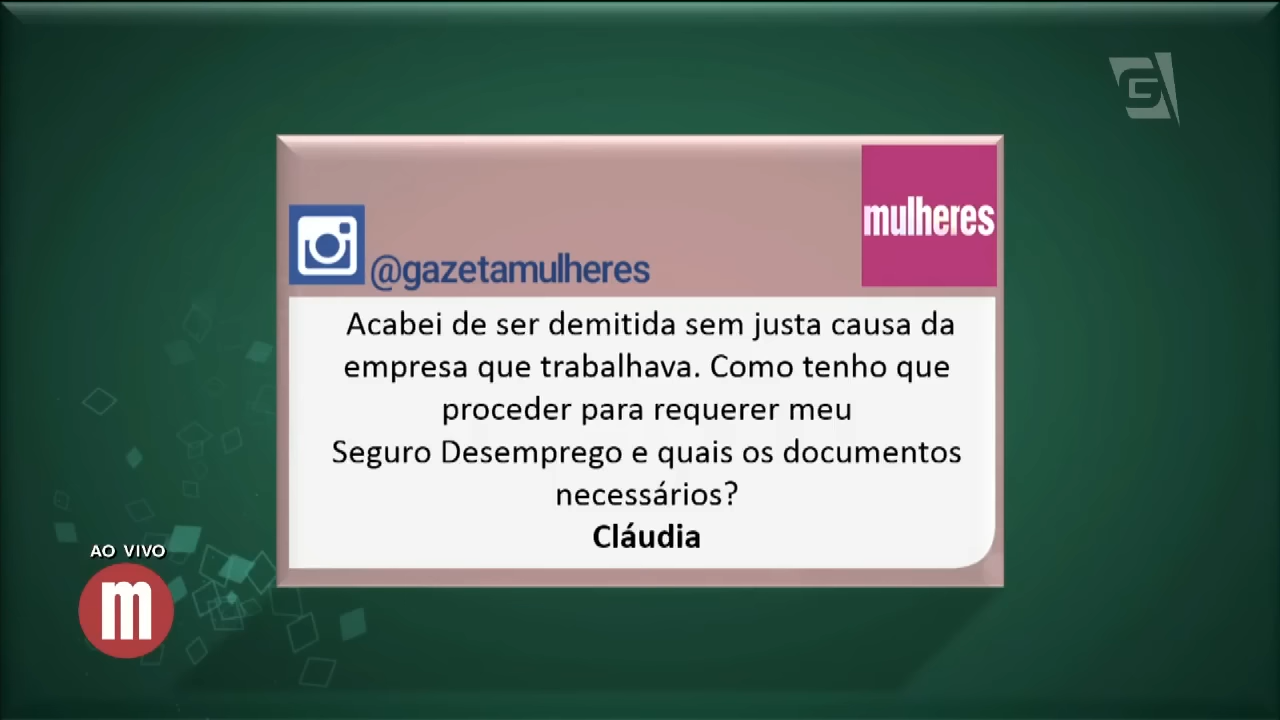 mulheres
@gazetamulheres
Acabei de ser demitida sem justa causa da
empresa que trabalhava. Como tenho que
proceder para requerer meu
Seguro Desemprego e quais os documentos
necessários?
Cláudia
AO VIVO
m
G